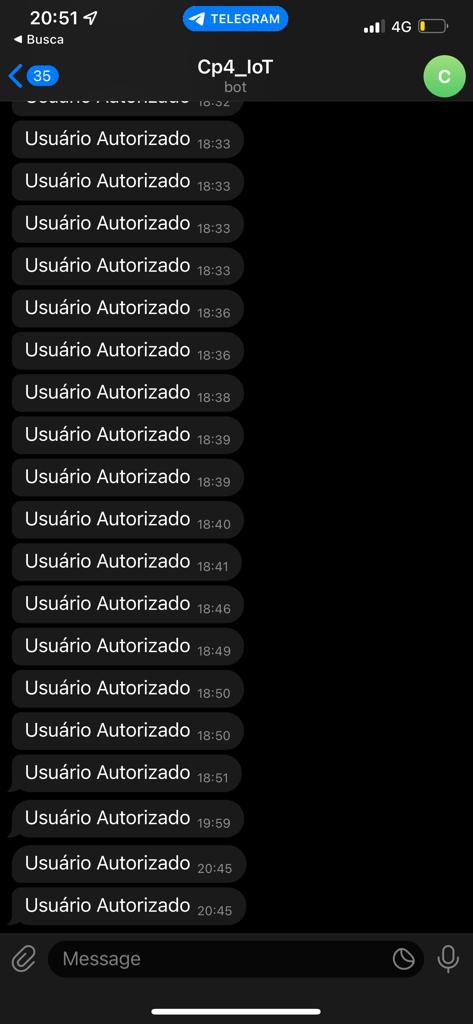 20:51
TELEGRAM
4G
◀ Busca
35
Cp4_IoT
bot
C
Usuário Autorizado 18:32
Usuário Autorizado 18:33
Usuário Autorizado 18:33
Usuário Autorizado 18:33
Usuário Autorizado 18:33
Usuário Autorizado 18:36
Usuário Autorizado 18:36
Usuário Autorizado 18:38
Usuário Autorizado 18:39
Usuário Autorizado 18:39
Usuário Autorizado 18:40
Usuário Autorizado 18:41
Usuário Autorizado 18:46
Usuário Autorizado 18:49
Usuário Autorizado 18:50
Usuário Autorizado 18:50
Usuário Autorizado 18:51
Usuário Autorizado 19:59
Usuário Autorizado 20:45
Usuário Autorizado 20:45
Message